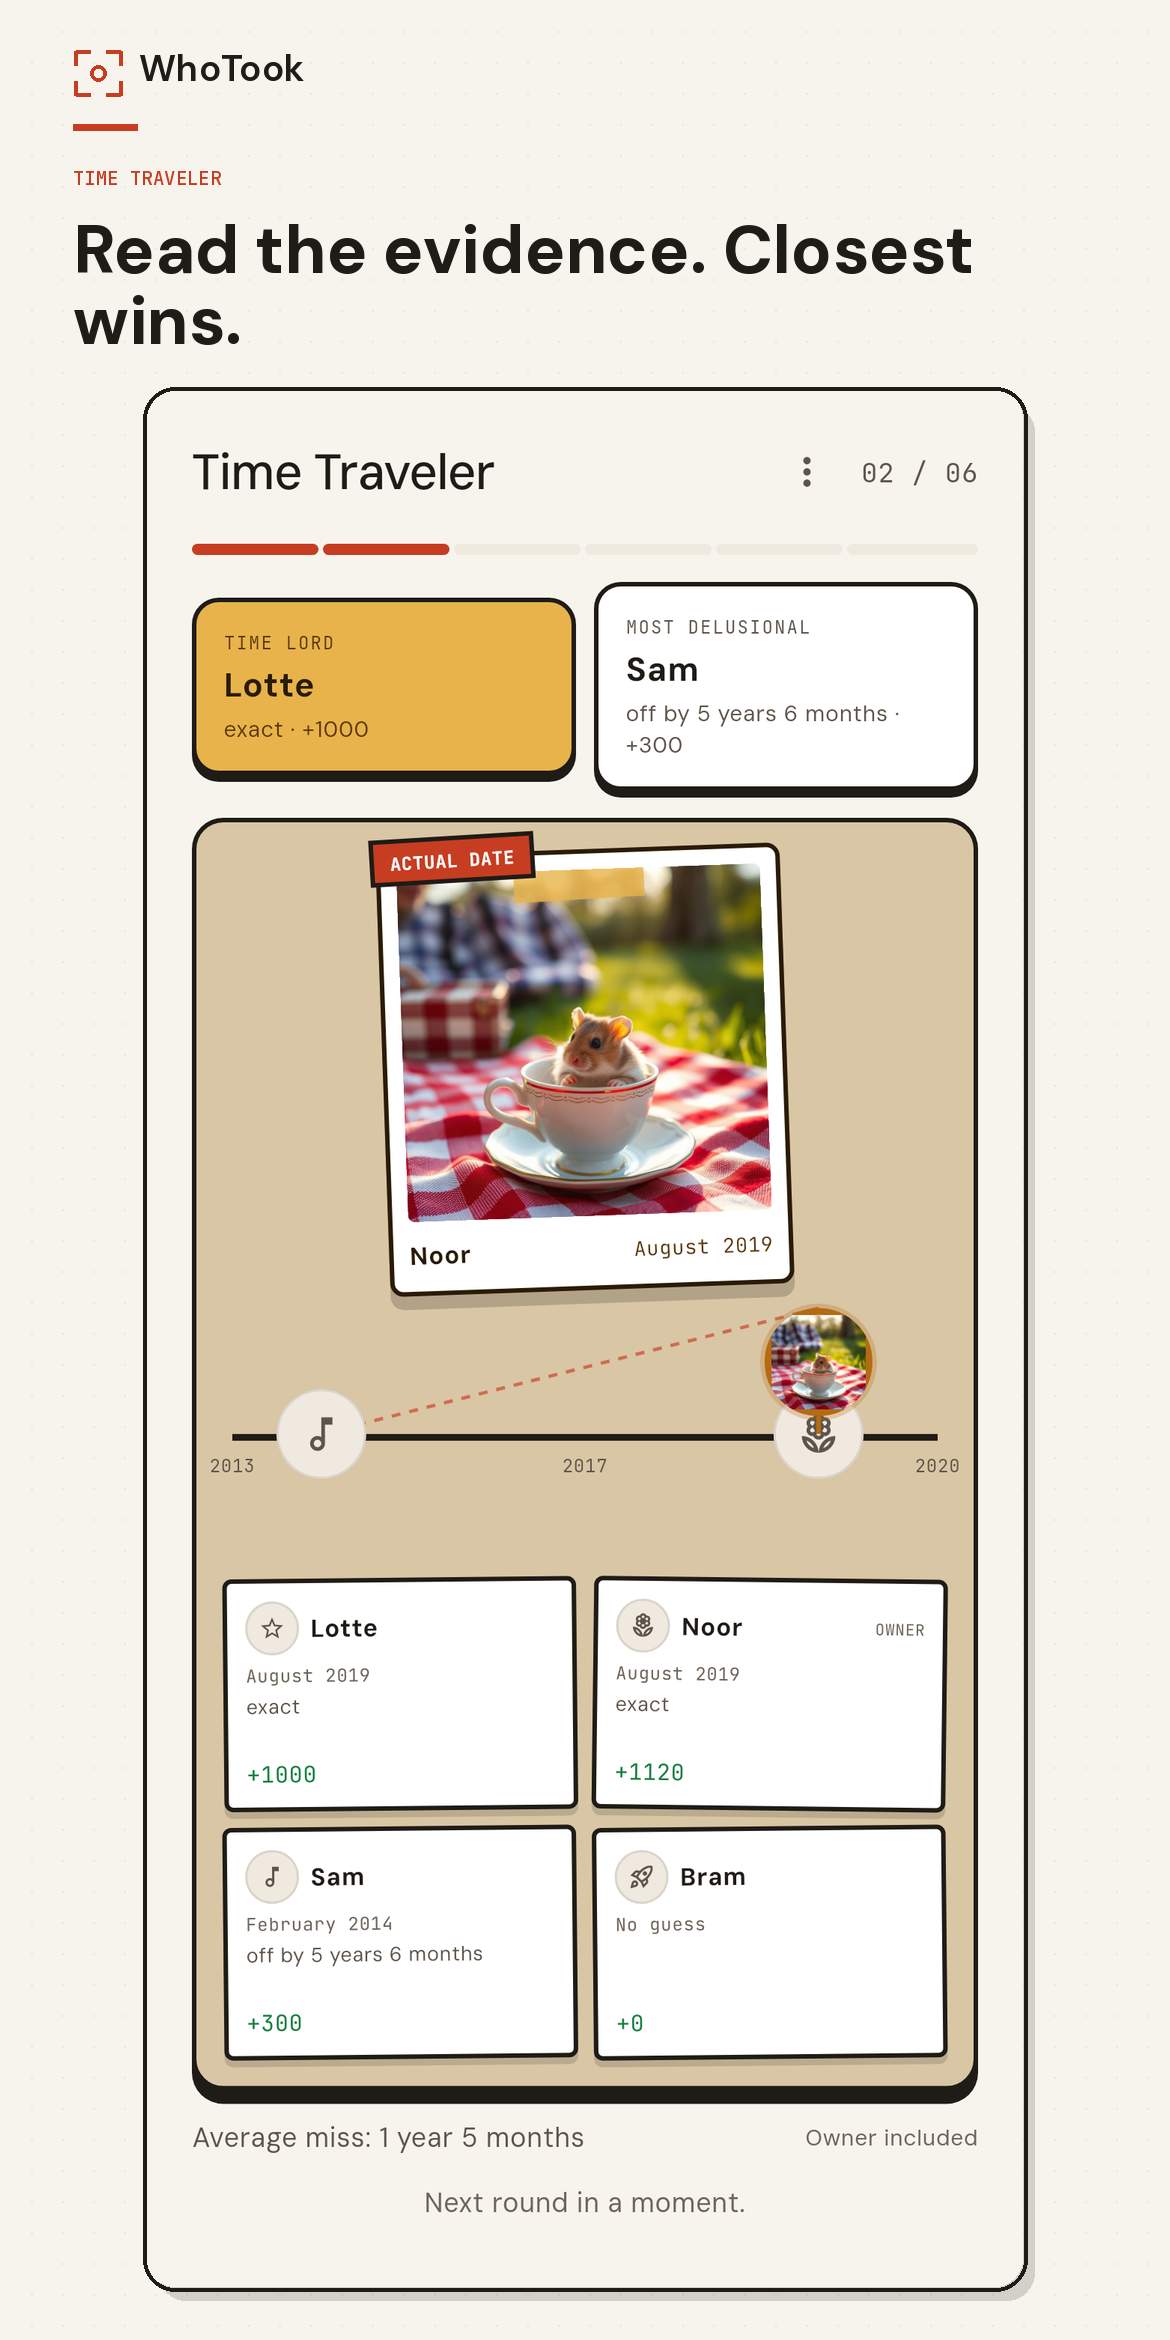 WhoTook
TIME TRAVELER
Read the evidence. Closest
wins.
Time Traveler
02 / 06
TIME LORD
Lotte
exact · +1000
MOST DELUSIONAL
Sam
off by 5 years 6 months ·
+300
ACTUAL DATE
Noor
August 2019
2013
2017
2020
Lotte
August 2019
exact
+1000
Noor
OWNER
August 2019
exact
+1120
Sam
February 2014
off by 5 years 6 months
+300
Bram
No guess
+0
Average miss: 1 year 5 months
Owner included
Next round in a moment.